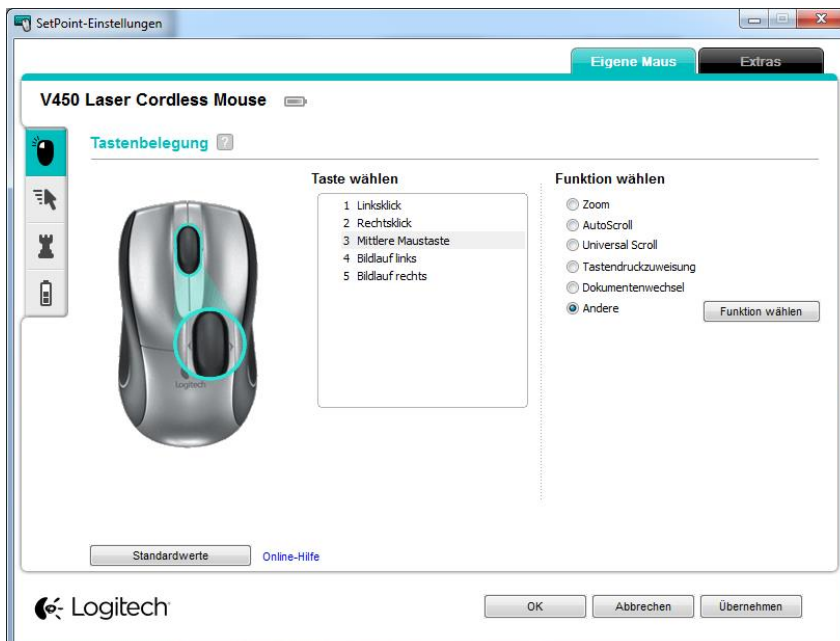 SetPoint-Einstellungen
Eigene Maus
Extras
V450 Laser Cordless Mouse
Tastenbelegung ?
Taste wählen
1 Linksklick
2 Rechtsklick
3 Mittlere Maustaste
4 Bildlauf links
5 Bildlauf rechts
Funktion wählen
Zoom
AutoScroll
Universal Scroll
Tastendruckzuweisung
Dokumentenwechsel
Andere
Funktion wählen
Logitech
Standardwerte
Online-Hilfe
Logitech
OK
Abbrechen
Übernehmen